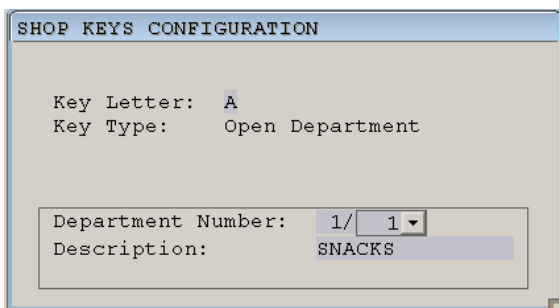 SHOP KEYS CONFIGURATION
Key Letter: A
Key Type: Open Department
Department Number: 1/ 1
Description: SNACKS